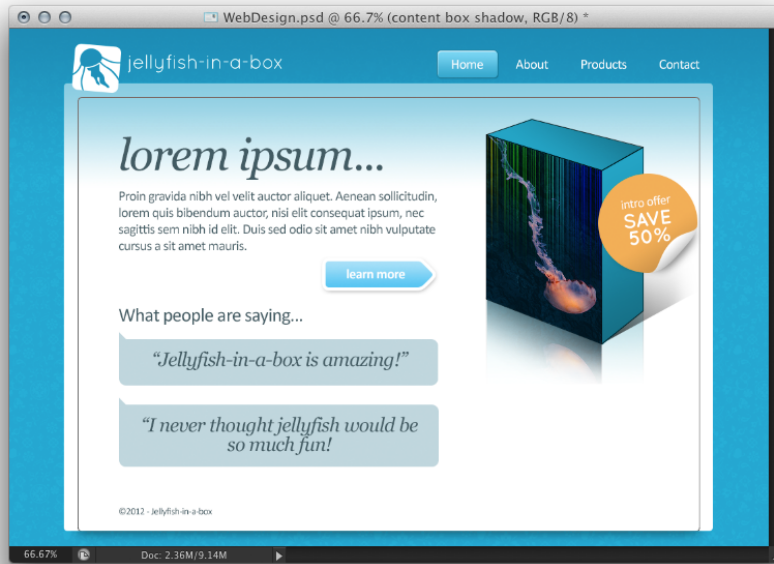 WebDesign.psd @ 66.7% (content box shadow, RGB/8) *
jellyfish-in-a-box
Home About Products Contact
lorem ipsum...
Proin gravida nibh vel velit auctor aliquet. Aenean sollicitudin,
lorem quis bibendum auctor, nisi elit consequat ipsum, nec
sagittis sem nibh id elit. Duis sed odio sit amet nibh vulputate
cursus a sit amet mauris.
intro offer
SAVE
50%
learn more
What people are saying...
“Jellyfish-in-a-box is amazing!”
“I never thought jellyfish would be
so much fun!
©2012 - Jellyfish-in-a-box
66.67% Doc: 2.36M/9.14M